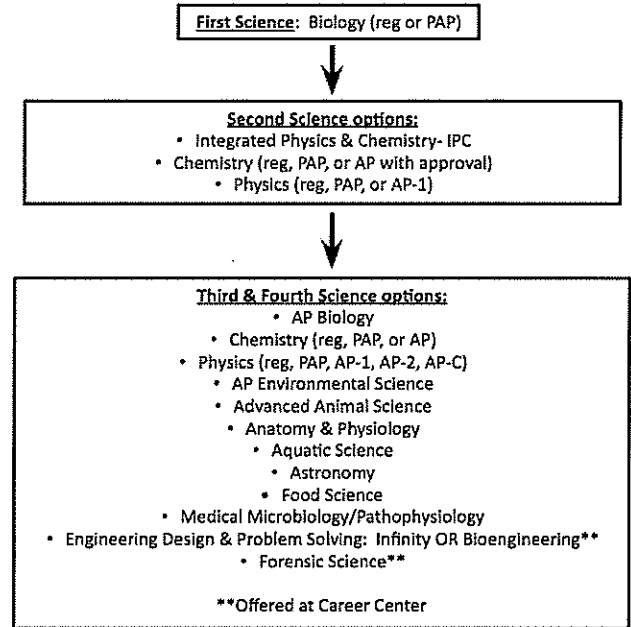 First Science: Biology (reg or PAP)
Second Science options:
• Integrated Physics & Chemistry- IPC
• Chemistry (reg, PAP, or AP with approval)
• Physics (reg, PAP, or AP-1)
Third & Fourth Science options:
• AP Biology
• Chemistry (reg, PAP, or AP)
• Physics (reg, PAP, AP-1, AP-2, AP-C)
• AP Environmental Science
• Advanced Animal Science
• Anatomy & Physiology
• Aquatic Science
• Astronomy
• Food Science
• Medical Microbiology/Pathophysiology
• Engineering Design & Problem Solving: Infinity OR Bioengineering**
• Forensic Science**
**Offered at Career Center